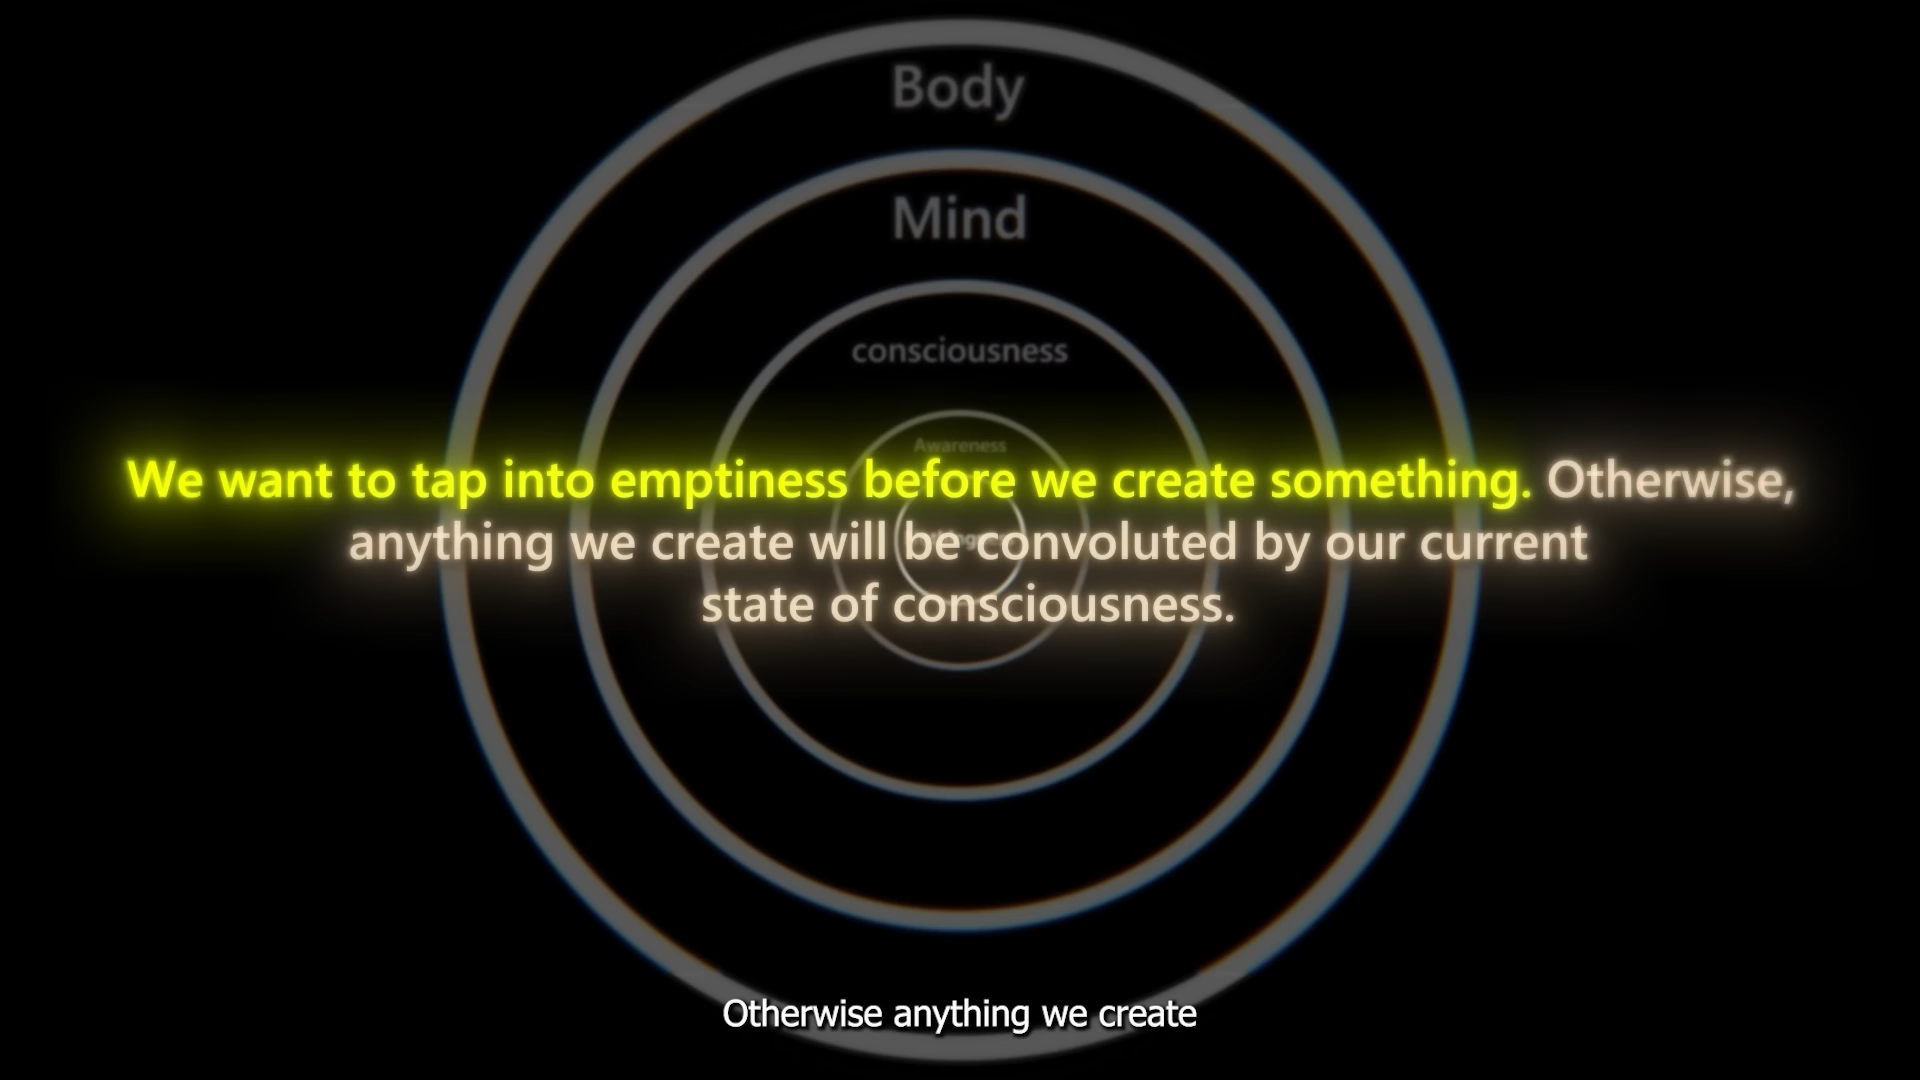 Body
Mind
consciousness
Awareness
We want to tap into emptiness before we create something. Otherwise,
anything we create will be convoluted by our current
state of consciousness.
Otherwise anything we create